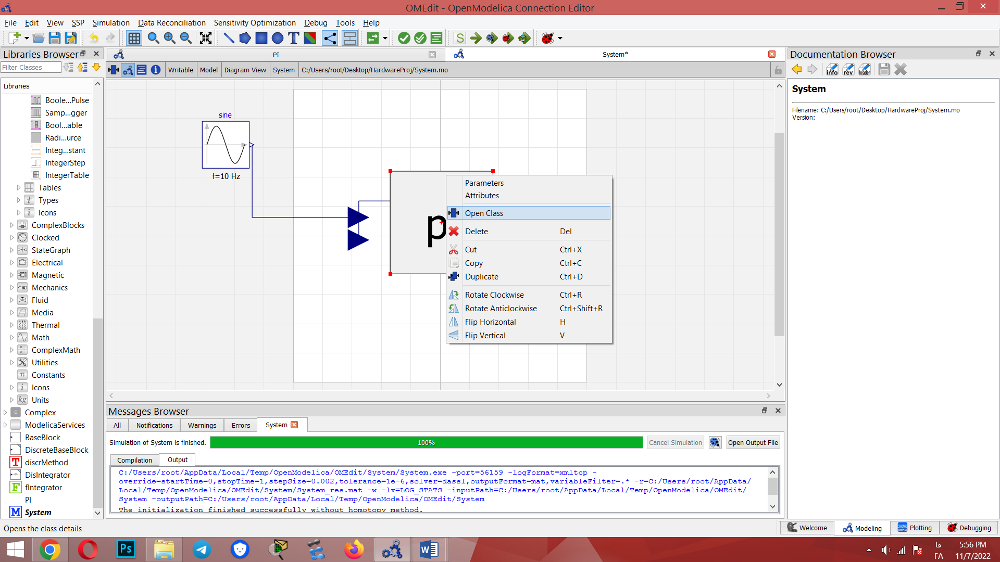 OMEdit - OpenModelica Connection Editor
File Edit View SSP Simulation Data Reconciliation Sensitivity Optimization Debug Tools Help
Libraries Browser
PI
System*
Documentation Browser
Filter Classes
Writable Model Diagram View System C:/Users/root/Desktop/HardwareProj/System.mo
info rev header
Libraries
Boole...Pulse
Samp...gger
Bool...able
Radi...urce
Integ...stant
IntegerStep
IntegerTable
Tables
Types
Icons
ComplexBlocks
Clocked
StateGraph
Electrical
Magnetic
Mechanics
Fluid
Media
Thermal
Math
ComplexMath
Utilities
Constants
Icons
Units
Complex
ModelicaServices
BaseBlock
DiscreteBaseBlock
discrMethod
DisIntegrator
fIntegrator
PI
System
sine
f=10 Hz
p
Parameters
Attributes
Open Class
Delete Del
Cut Ctrl+X
Copy Ctrl+C
Duplicate Ctrl+D
Rotate Clockwise Ctrl+R
Rotate Anticlockwise Ctrl+Shift+R
Flip Horizontal H
Flip Vertical V
System
Filename: C:/Users/root/Desktop/HardwareProj/System.mo
Version:
Messages Browser
All Notifications Warnings Errors System
Simulation of System is finished. 100% Cancel Simulation Open Output File
Compilation Output
C:/Users/root/AppData/Local/Temp/OpenModelica/OMEdit/System/System.exe -port=56159 -logFormat=xmltcp -
override=startTime=0,stopTime=1,stepSize=0.002,tolerance=1e-6,solver=dassl,outputFormat=mat,variableFilter=.* -r=C:/Users/root/AppData/
Local/Temp/OpenModelica/OMEdit/System/System_res.mat -w -lv=LOG_STATS -inputPath=C:/Users/root/AppData/Local/Temp/OpenModelica/OMEdit/
System -outputPath=C:/Users/root/AppData/Local/Temp/OpenModelica/OMEdit/System
The initialization finished successfully without homotopy method.
Opens the class details
Welcome Modeling Plotting Debugging
Ps
فا
FA
5:56 PM
11/7/2022